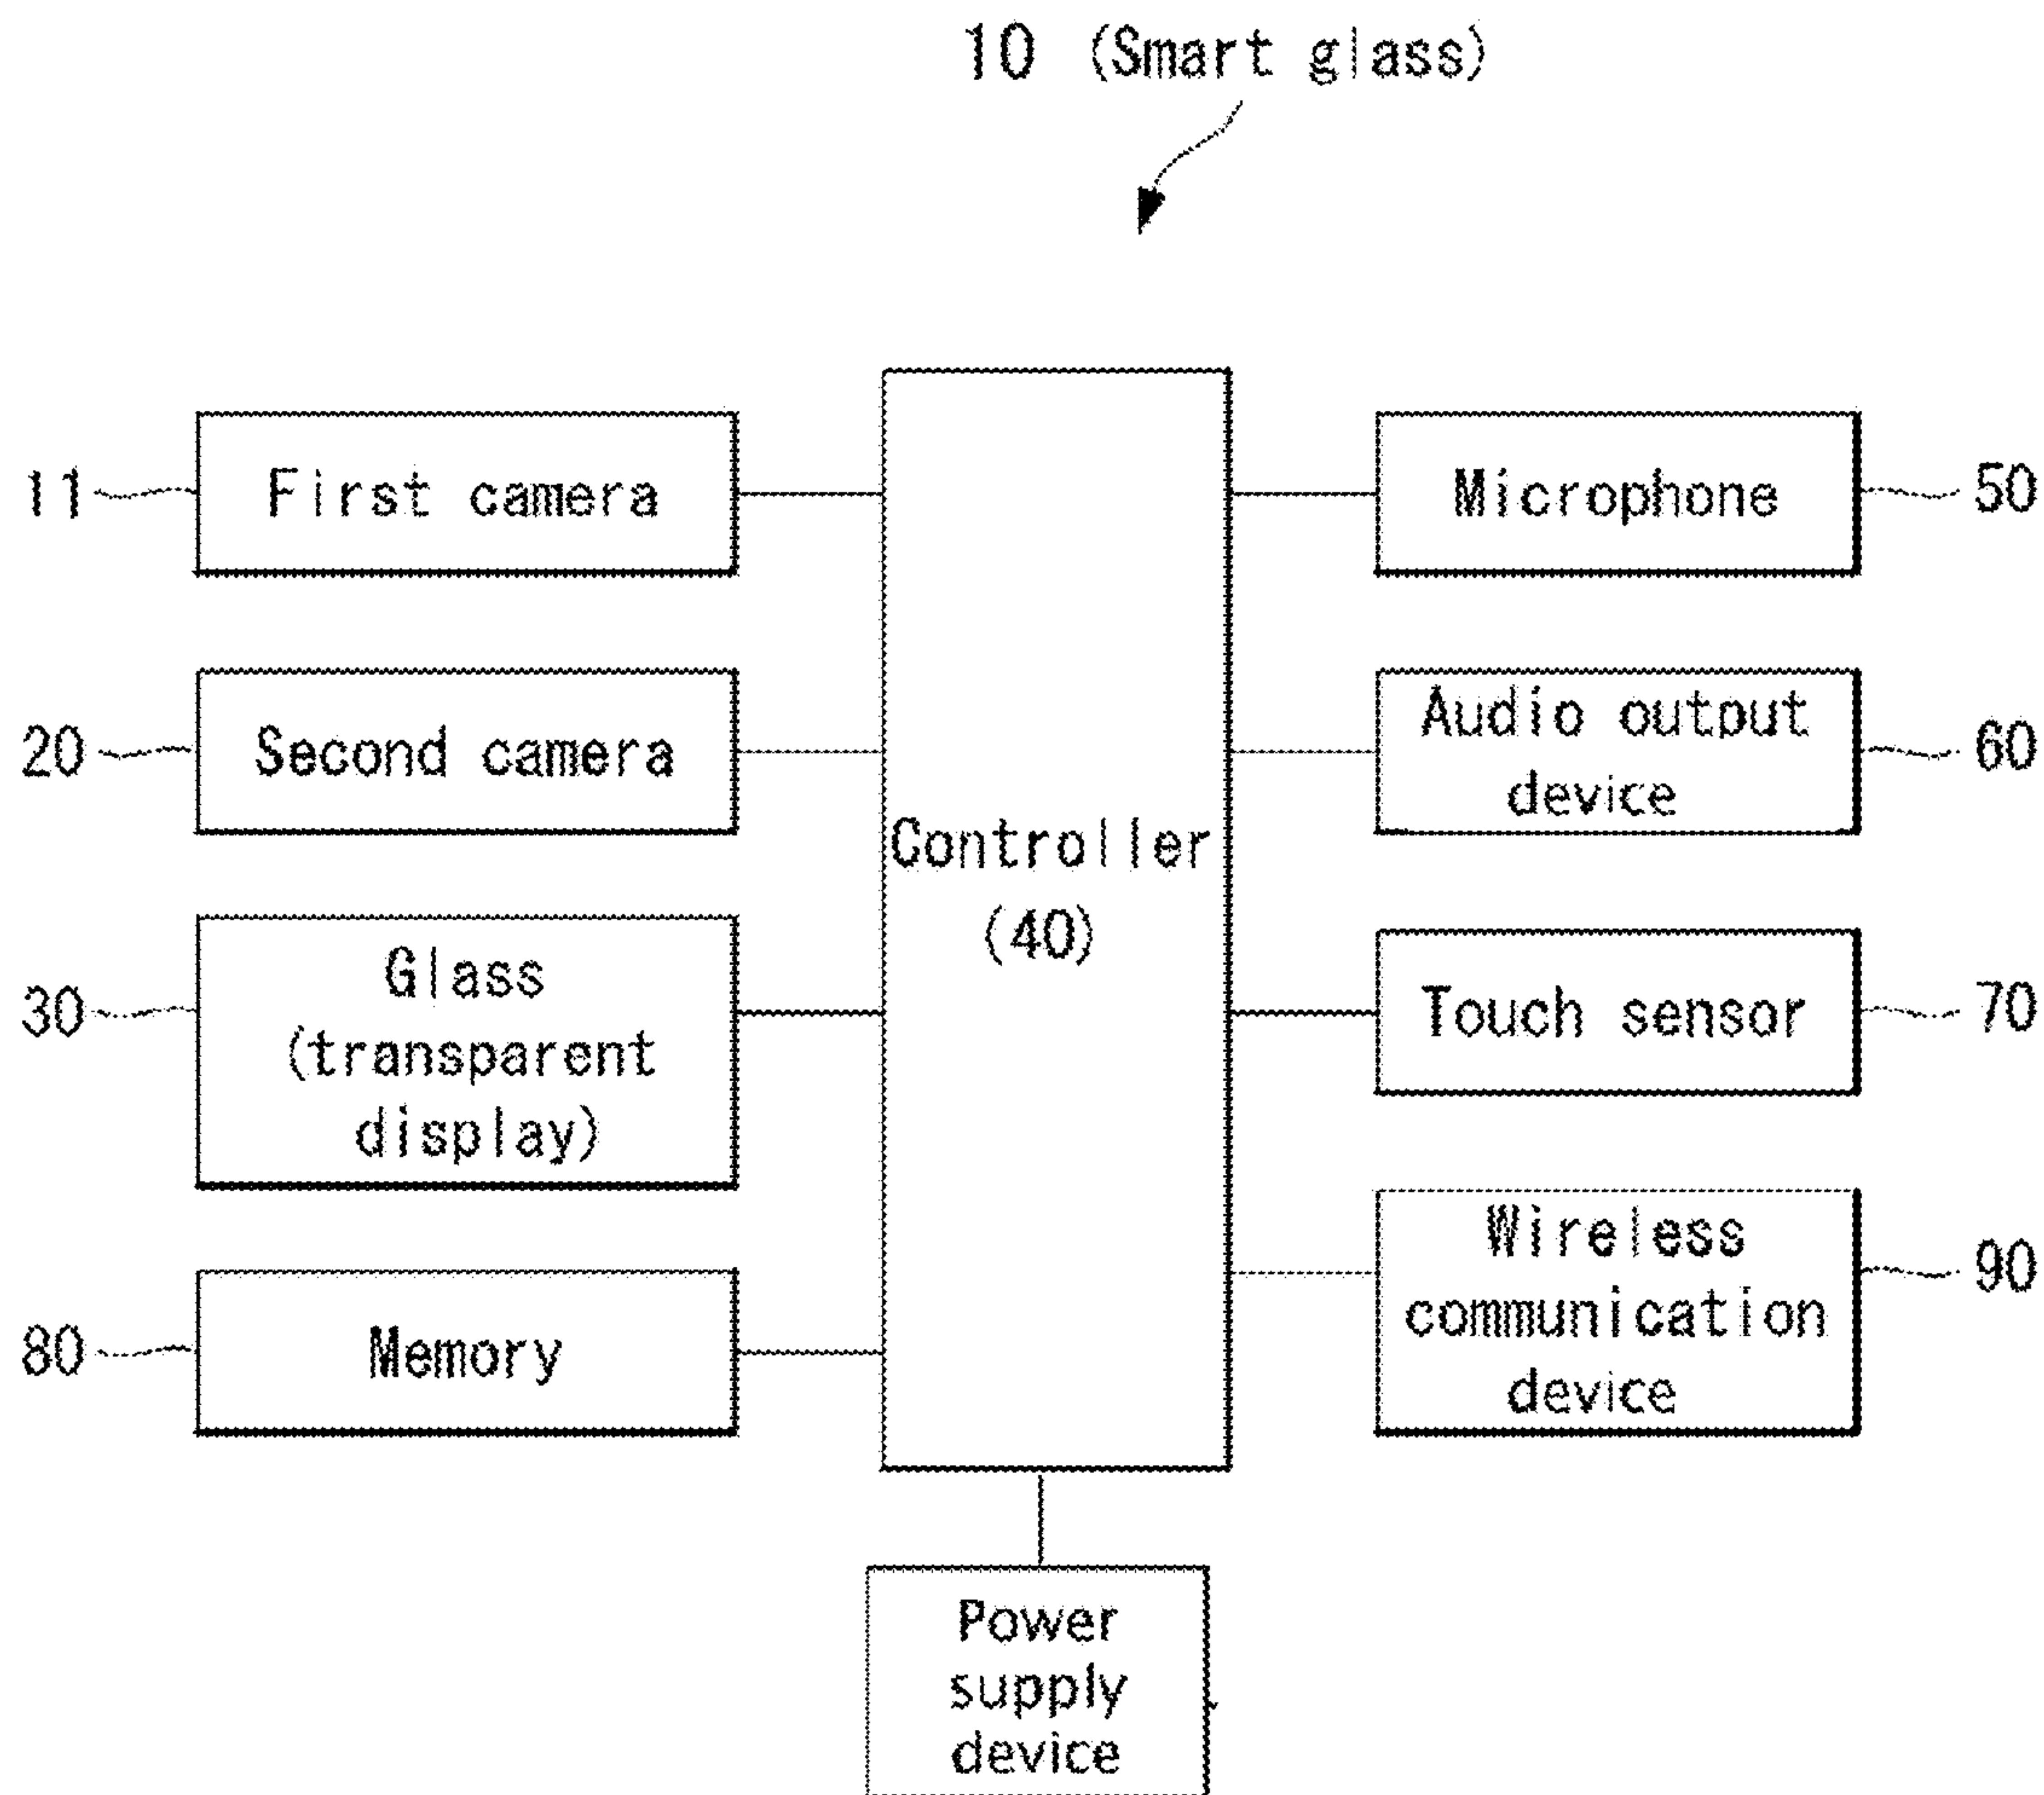 10 (Smart glass)
11
First camera
20
Second camera
30
Glass
(transparent
display)
80
Memory
Controller
(40)
Microphone
50
Audio output
device
60
Touch sensor
70
Wireless
communication
device
90
Power
supply
device